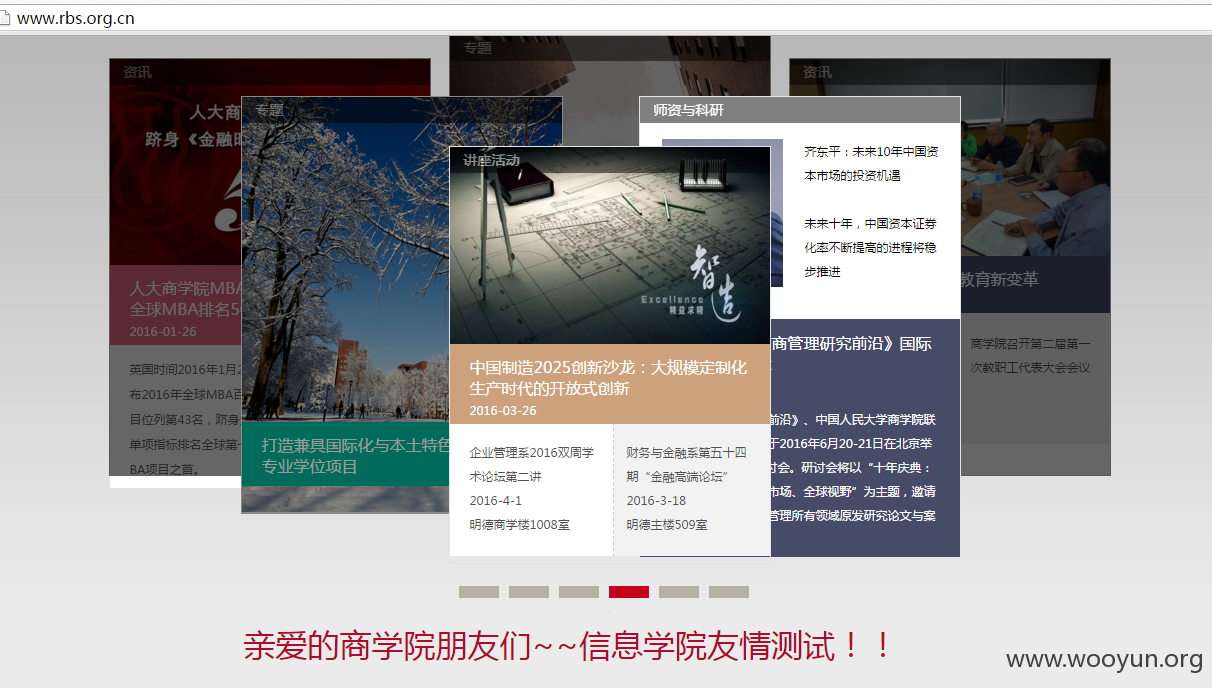 www.rbs.org.cn
专题
资讯
资讯
人大商
跻身《金融时
人大商学院MBA
全球MBA排名5
2016-01-26
英国时间2016年1月2
布2016年全球MBA百
目位列第43名，跻身
单项指标排名全球第一
BA项目之首。
专题
打造兼具国际化与本土特色
专业学位项目
讲座活动
智造
Excellence
精益求精
中国制造2025创新沙龙：大规模定制化
生产时代的开放式创新
2016-03-26
企业管理系2016双周学
术论坛第二讲
2016-4-1
明德商学楼1008室
财务与金融系第五十四
期“金融高端论坛”
2016-3-18
明德主楼509室
师资与科研
齐东平：未来10年中国资
本市场的投资机遇
未来十年，中国资本证券
化率不断提高的进程将稳
步推进
商管理研究前沿》国际
前沿》、中国人民大学商学院联
于2016年6月20-21日在北京举
讨会。研讨会将以“十年庆典：
市场、全球视野”为主题，邀请
管理所有领域原发研究论文与案
教育新变革
商学院召开第二届第一
次教职工代表大会会议
亲爱的商学院朋友们~~信息学院友情测试！！
www.wooyun.org